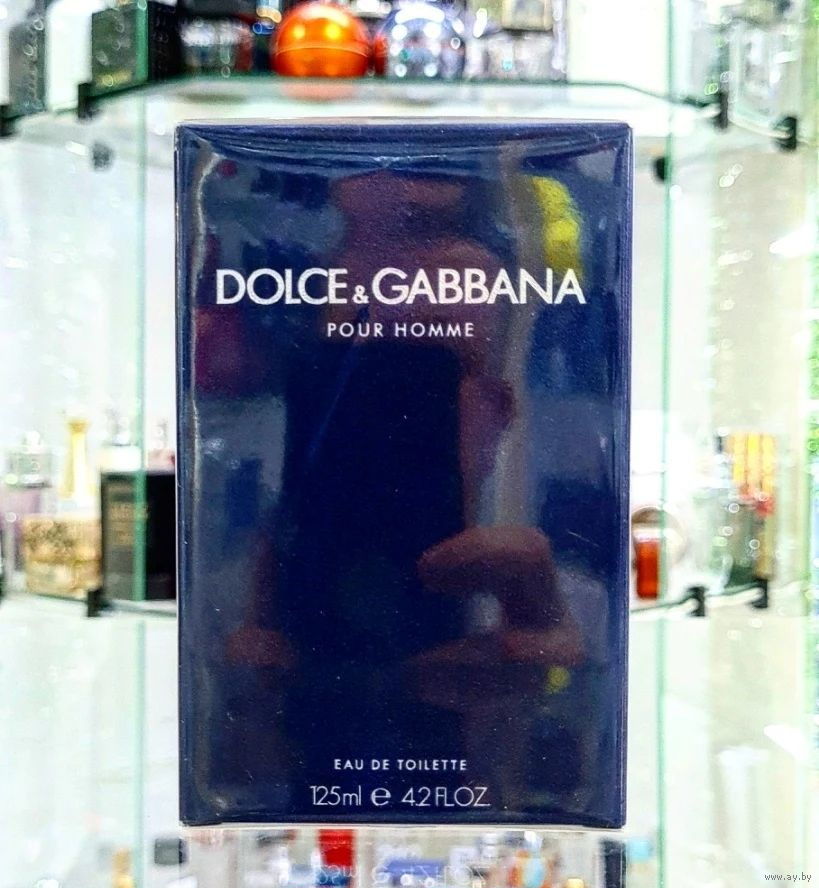 DOLCE & GABBANA
POUR HOMME
EAU DE TOILETTE
125ml e 4.2 FL.OZ.
www.ay.by